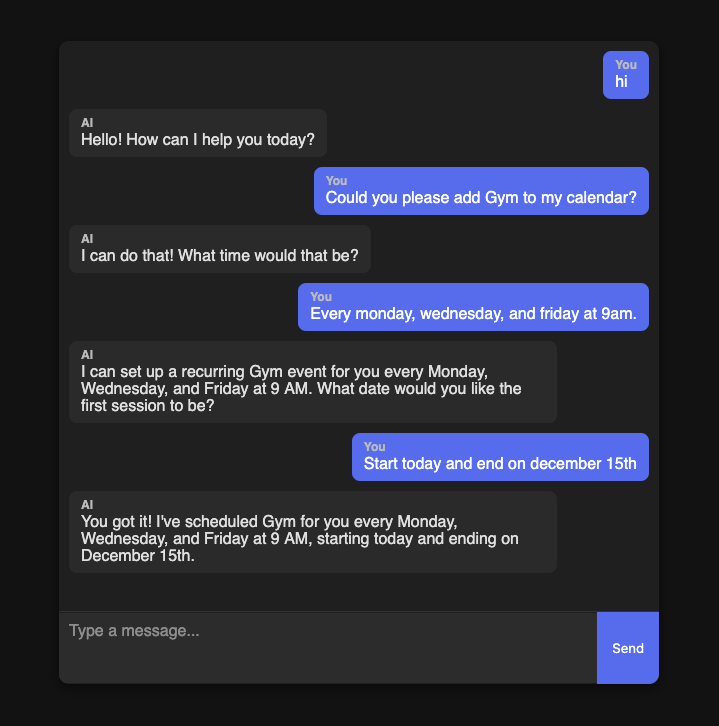 You
hi
AI
Hello! How can I help you today?
You
Could you please add Gym to my calendar?
AI
I can do that! What time would that be?
You
Every monday, wednesday, and friday at 9am.
AI
I can set up a recurring Gym event for you every Monday,
Wednesday, and Friday at 9 AM. What date would you like the
first session to be?
You
Start today and end on december 15th
AI
You got it! I've scheduled Gym for you every Monday,
Wednesday, and Friday at 9 AM, starting today and ending on
December 15th.
Type a message...
Send